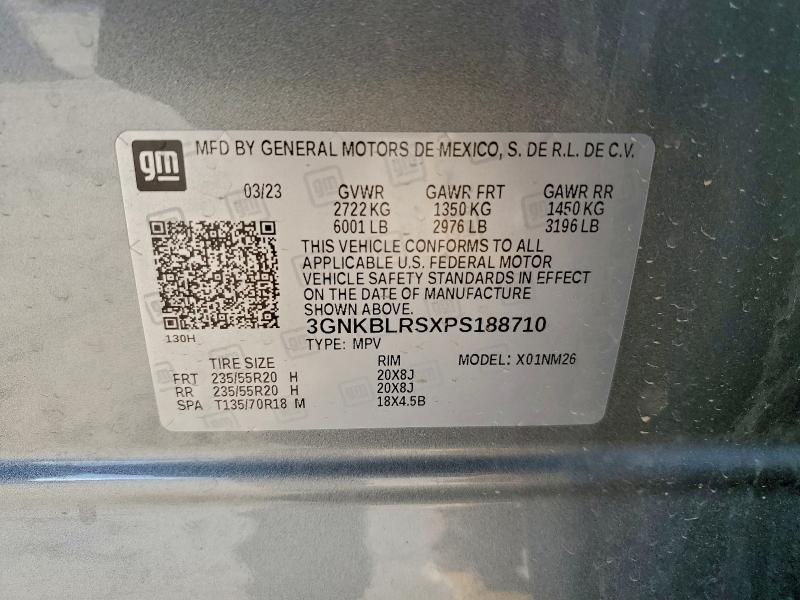 gm MFD BY GENERAL MOTORS DE MEXICO, S. DE R.L. DE C.V.
03/23 GVWR GAWR FRT GAWR RR
2722 KG 1350 KG 1450 KG
6001 LB 2976 LB 3196 LB
THIS VEHICLE CONFORMS TO ALL
APPLICABLE U.S. FEDERAL MOTOR
VEHICLE SAFETY STANDARDS IN EFFECT
ON THE DATE OF MANUFACTURE
SHOWN ABOVE.
3GNKBLRSXPS188710
130H
TYPE: MPV
TIRE SIZE RIM MODEL: X01NM26
FRT 235/55R20 H 20X8J
RR 235/55R20 H 20X8J
SPA T135/70R18 M 18X4.5B